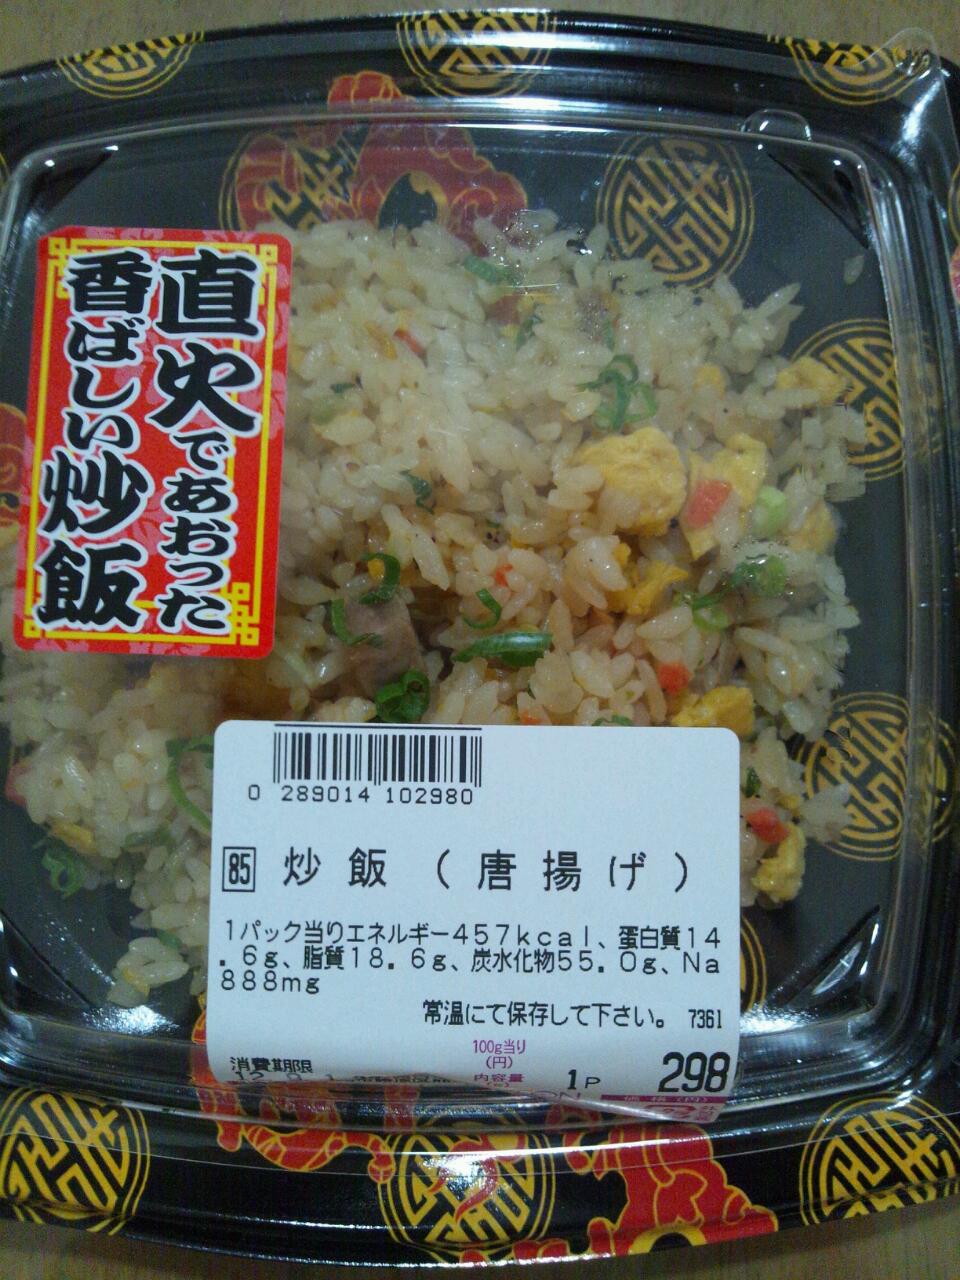 直火であおった
香ばしい炒飯
0 289014 102980
85 炒飯(唐揚げ)
1パック当りエネルギー457kcal、蛋白質14
.6g、脂質18.6g、炭水化物55.0g、Na
888mg
常温にて保存して下さい。 7361
消費期限
100g当り
(円)
内容量
1P
298